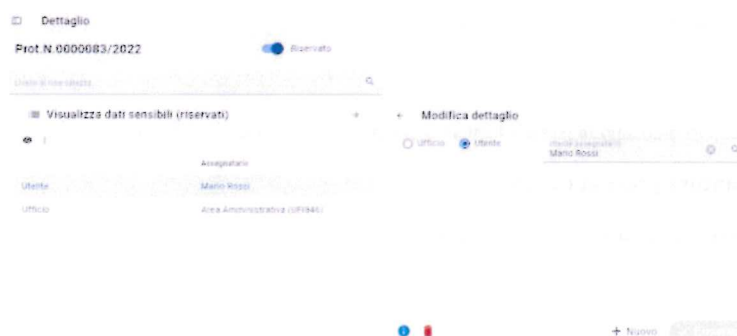 Dettaglio
Prot.N.0000083/2022
Riservato
Visualizza dati sensibili (riservati)
Assegnatario
Utente
Mario Rossi
Ufficio
Area Amministrativa
Modifica dettaglio
Ufficio
Utente
Mario Rossi
+ Nuovo